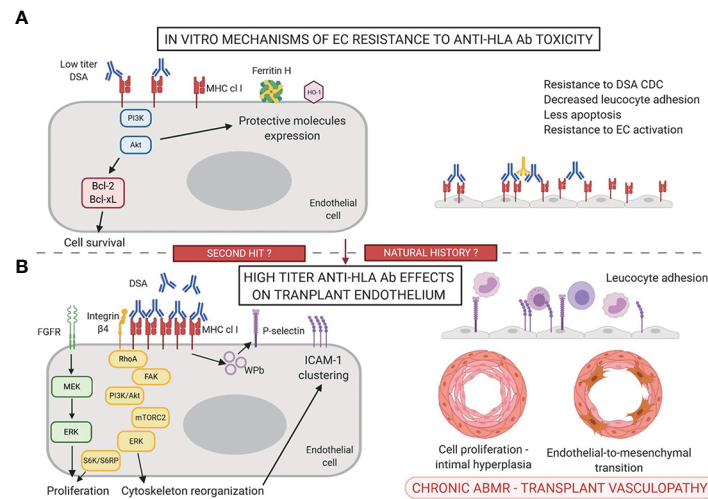 A
IN VITRO MECHANISMS OF EC RESISTANCE TO ANTI-HLA Ab TOXICITY
Low titer
DSA
MHC cl I
Ferritin H
HO-1
PI3K
Akt
Protective molecules
expression
Bcl-2
Bcl-xL
Endothelial
cell
Cell survival
Resistance to DSA CDC
Decreased leucocyte adhesion
Less apoptosis
Resistance to EC activation
SECOND HIT ?
NATURAL HISTORY ?
B
HIGH TITER ANTI-HLA Ab EFFECTS
ON TRANPLANT ENDOTHELIUM
DSA
FGFR
Integrin
β4
MHC cl I
P-selectin
WPb
ICAM-1
clustering
RhoA
FAK
PI3K/Akt
mTORC2
ERK
S6K/S6RP
MEK
ERK
Endothelial
cell
Proliferation
Cytoskeleton reorganization
Leucocyte adhesion
Cell proliferation -
intimal hyperplasia
Endothelial-to-mesenchymal
transition
CHRONIC ABMR - TRANSPLANT VASCULOPATHY